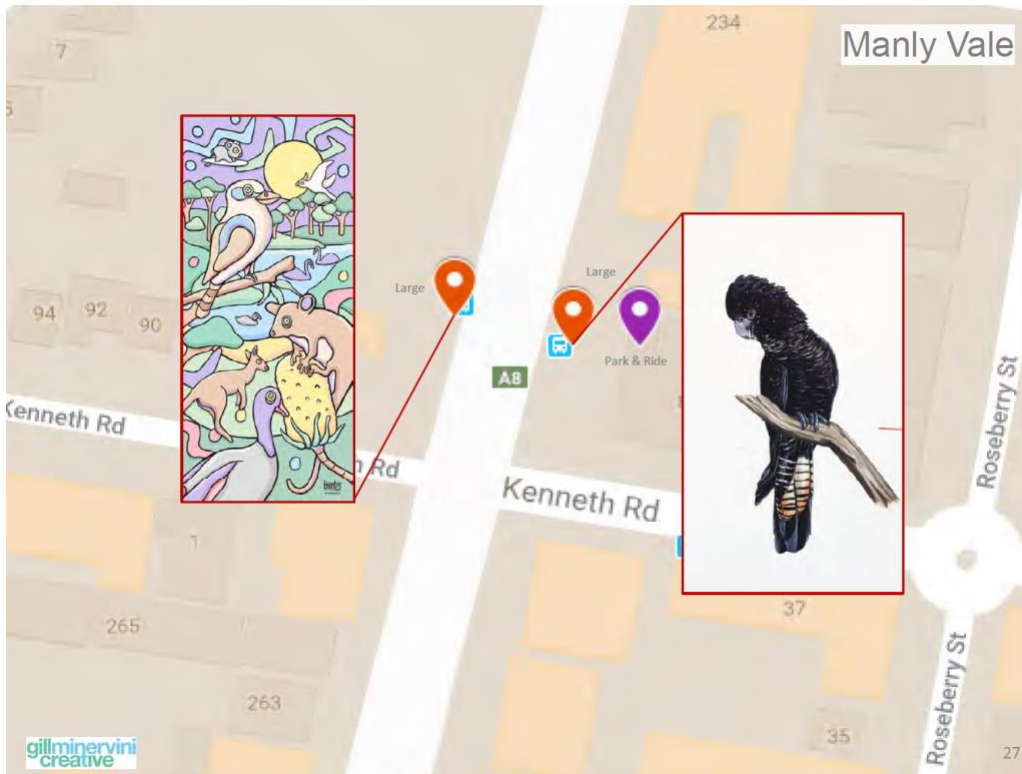 234
Manly Vale
7
5
94
92
90
Large
Large
Park & Ride
A8
Kenneth Rd
Rd
Kenneth Rd
Roseberry St
1
265
263
37
35
Roseberry St
gillminervini
creative
27